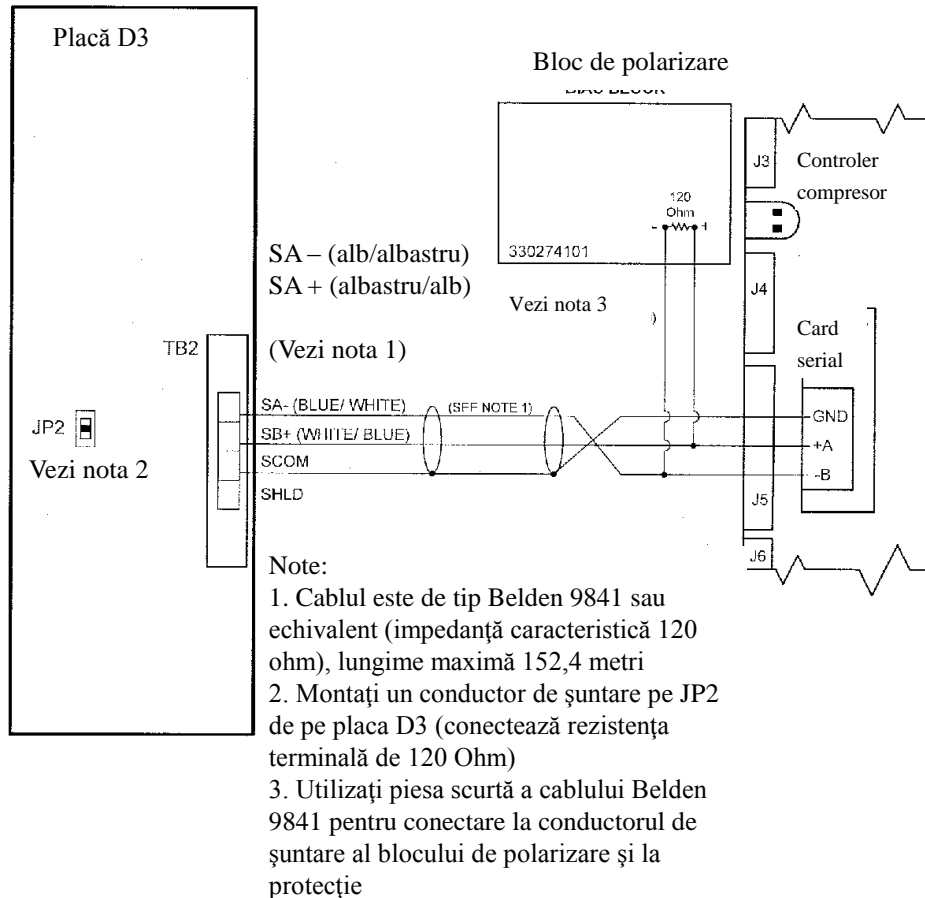 Placă D3
Bloc de polarizare
BIAS BLOCK
J3
Controler
compresor
120
Ohm
- +
330274101
SA – (alb/albastru)
SA + (albastru/alb)
Vezi nota 3
)
J4
Card
serial
TB2
(Vezi nota 1)
JP2
Vezi nota 2
SA- (BLUE/ WHITE)
(SEE NOTE 1)
SB+ (WHITE/ BLUE)
SCOM
SHLD
GND
+A
-B
J5
J6
Note:
1. Cablul este de tip Belden 9841 sau
echivalent (impedanţă caracteristică 120
ohm), lungime maximă 152,4 metri
2. Montaţi un conductor de şuntare pe JP2
de pe placa D3 (conectează rezistenţa
terminală de 120 Ohm)
3. Utilizaţi piesa scurtă a cablului Belden
9841 pentru conectare la conductorul de
şuntare al blocului de polarizare şi la
protecţie